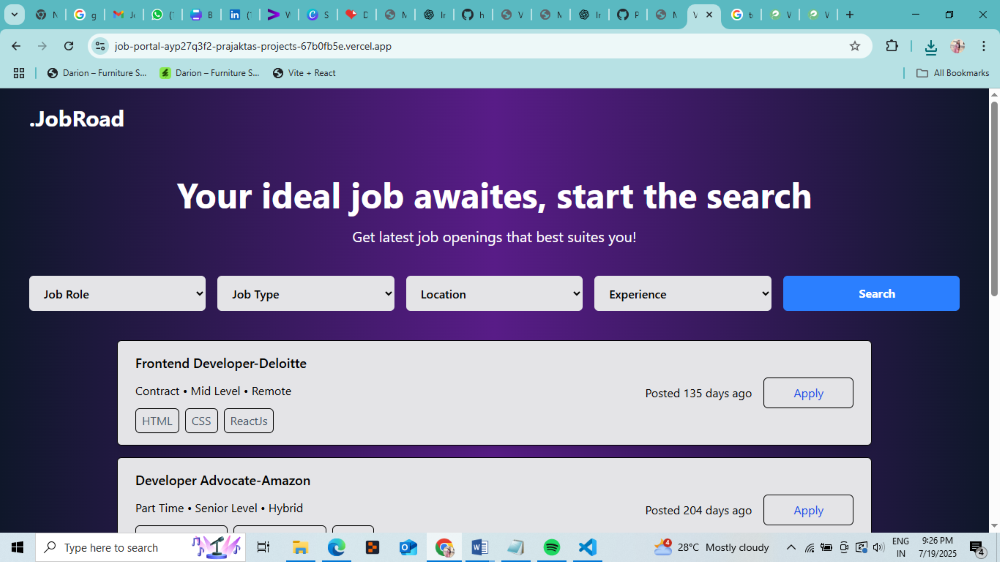 job-portal-ayp27q3f2-prajaktas-projects-67b0fb5e.vercel.app
Darion – Furniture S...
Darion – Furniture S...
Vite + React
All Bookmarks
.JobRoad
Your ideal job awaites, start the search
Get latest job openings that best suites you!
Job Role
Job Type
Location
Experience
Search
Frontend Developer-Deloitte
Contract • Mid Level • Remote
Posted 135 days ago
Apply
HTML
CSS
ReactJs
Developer Advocate-Amazon
Part Time • Senior Level • Hybrid
Posted 204 days ago
Apply
Type here to search
28°C Mostly cloudy
ENG
IN
9:26 PM
7/19/2025
4